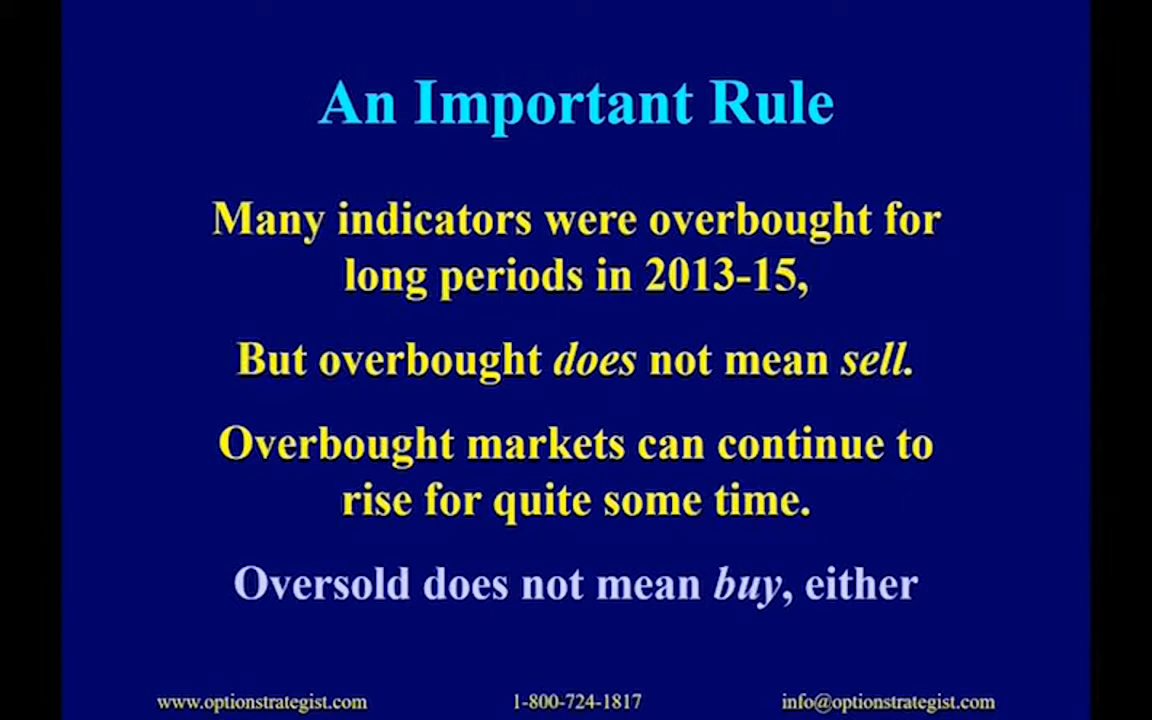 An Important Rule
Many indicators were overbought for
long periods in 2013-15,
But overbought does not mean sell.
Overbought markets can continue to
rise for quite some time.
Oversold does not mean buy, either
www.optionstrategist.com 1-800-724-1817 info@optionstrategist.com